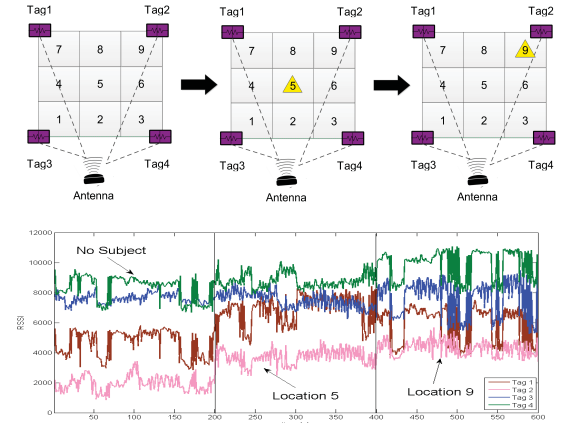 Tag1 Tag2 Tag1 Tag2 Tag1 Tag2
7 8 9 7 8 9 7 8 9
4 5 6 4 5 6 4 5 6
1 2 3 1 2 3 1 2 3
Tag3 Tag4 Tag3 Tag4 Tag3 Tag4
Antenna Antenna Antenna
12000
No Subject
10000
8000
RSSI
6000
4000
Location 5
Location 9
2000
Tag 1
Tag 2
Tag 3
Tag 4
0
50 100 150 200 250 300 350 400 450 500 550 600